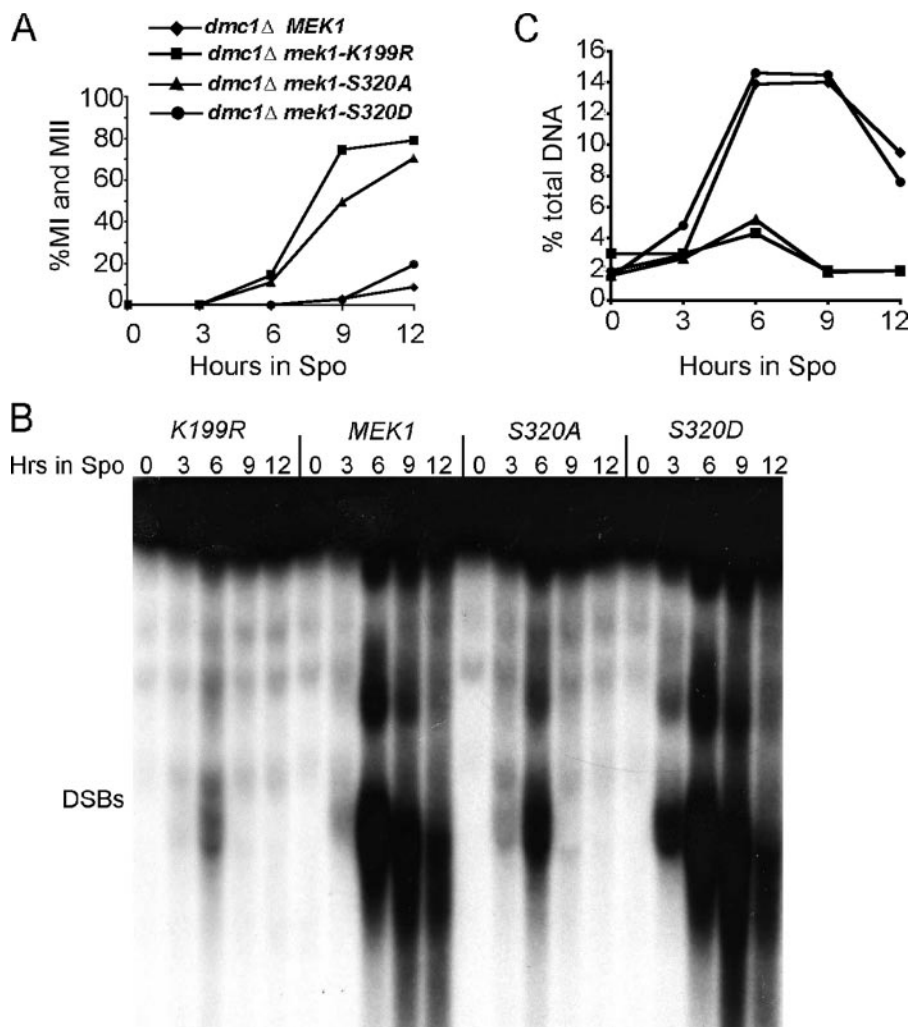 A
dmc1Δ MEK1
dmc1Δ mek1-K199R
dmc1Δ mek1-S320A
dmc1Δ mek1-S320D
100
80
60
40
20
0
%MI and MII
0 3 6 9 12
Hours in Spo
C
16
14
12
10
8
6
4
2
0
% total DNA
0 3 6 9 12
Hours in Spo
B
K199R MEK1 S320A S320D
Hrs in Spo 0 3 6 9 12 0 3 6 9 12 0 3 6 9 12 0 3 6 9 12
DSBs